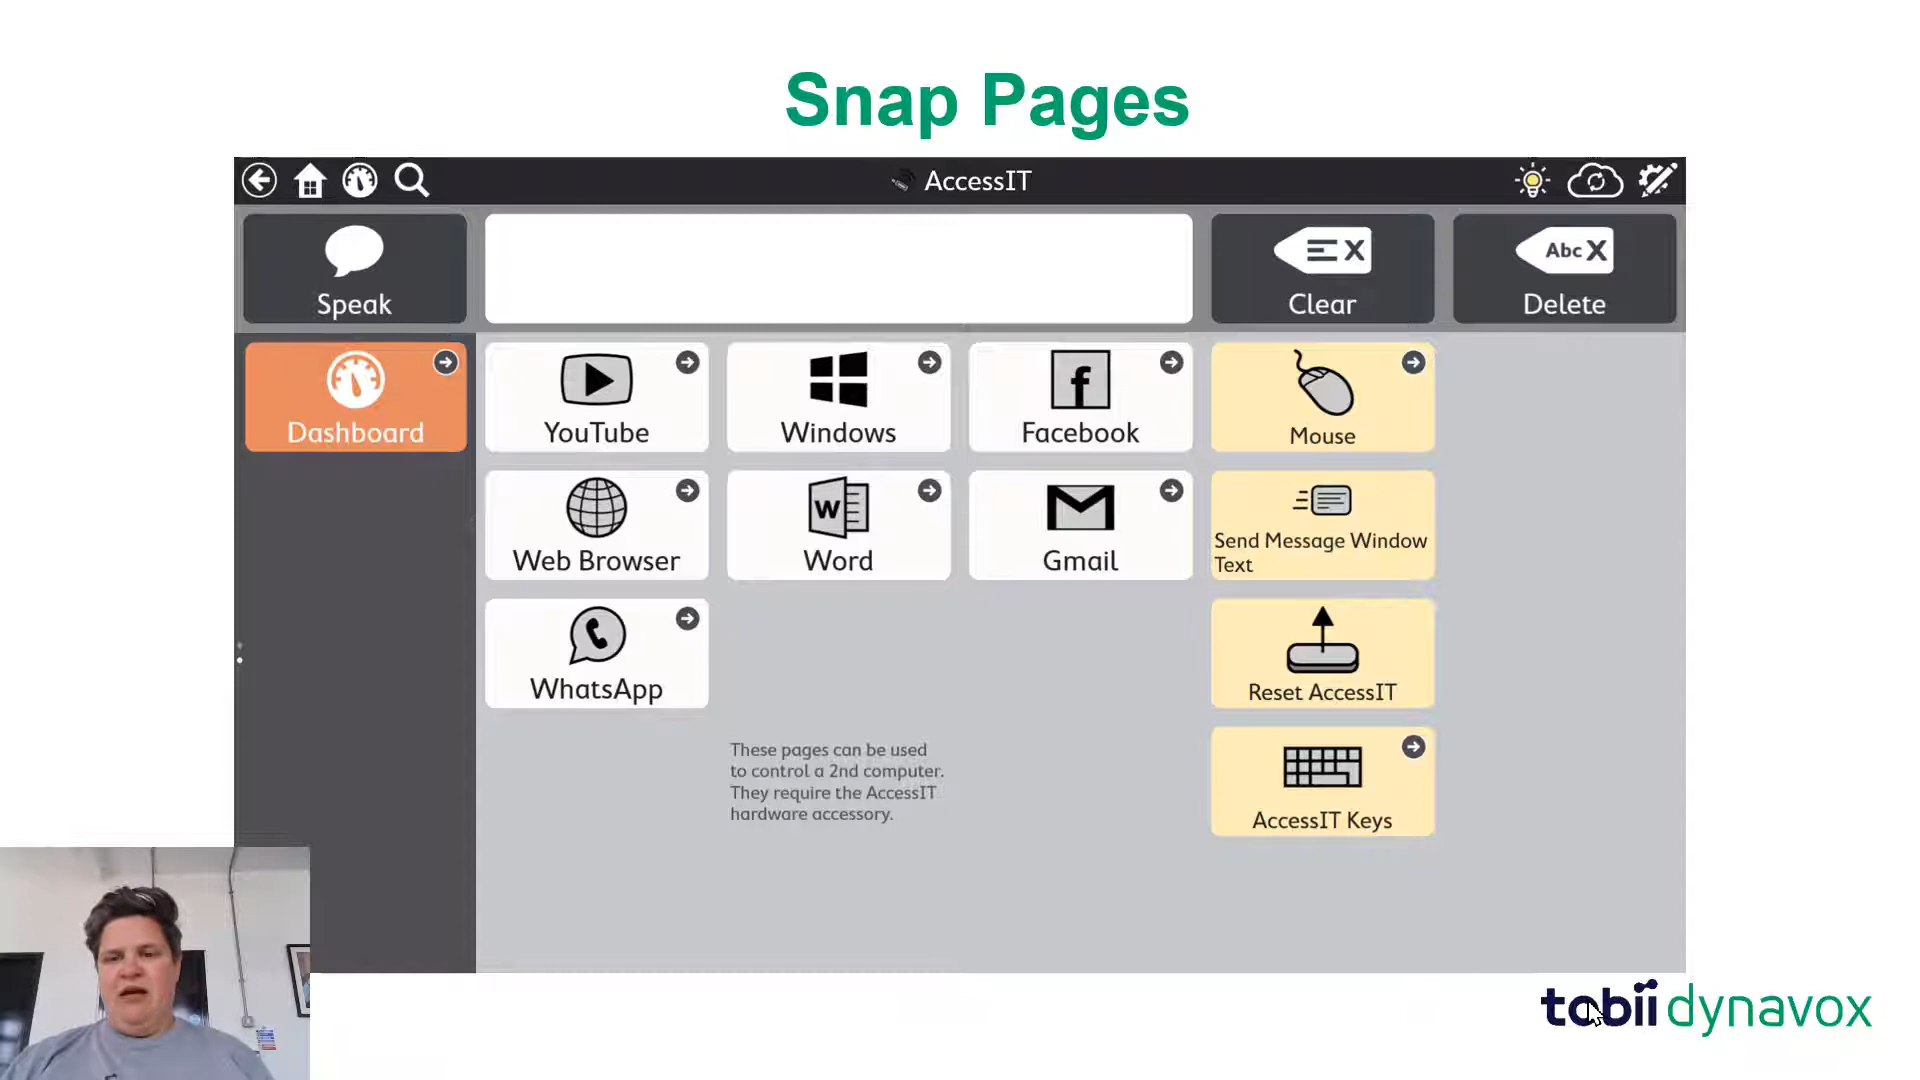 Snap Pages
AccessIT
Speak
Clear
Abc X
Delete
Dashboard
YouTube
Windows
Facebook
Mouse
Web Browser
Word
Gmail
Send Message Window
Text
WhatsApp
Reset AccessIT
These pages can be used
to control a 2nd computer.
They require the AccessIT
hardware accessory.
AccessIT Keys
tobii dynavox